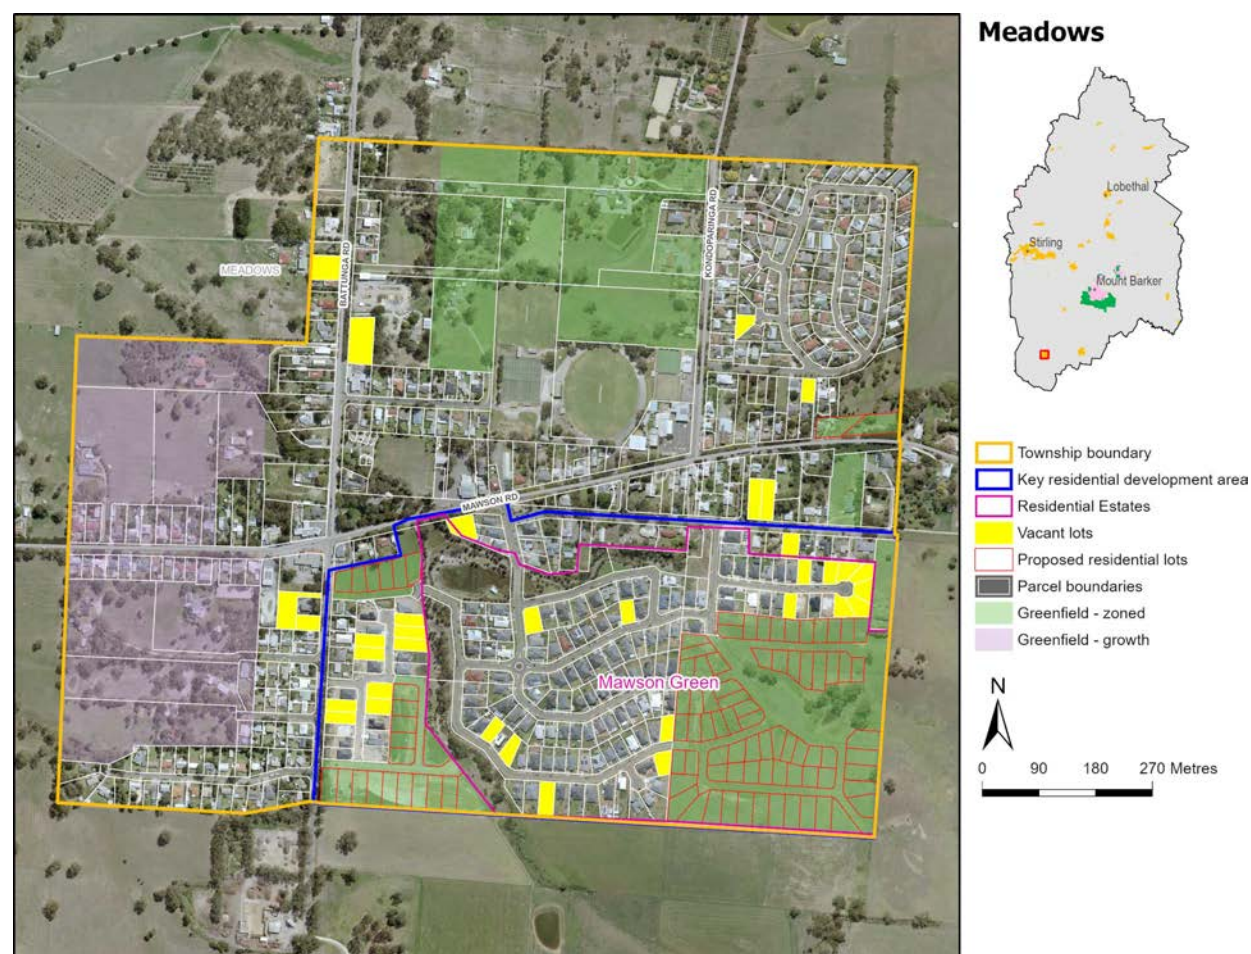 Meadows
Lobethal
Stirling
Mount Barker
KONDOPARINGA RD
BATTUNGA RD
MEADOWS
MAWSON RD
Mawson Green
Township boundary
Key residential development area
Residential Estates
Vacant lots
Proposed residential lots
Parcel boundaries
Greenfield - zoned
Greenfield - growth
N
0 90 180 270 Metres